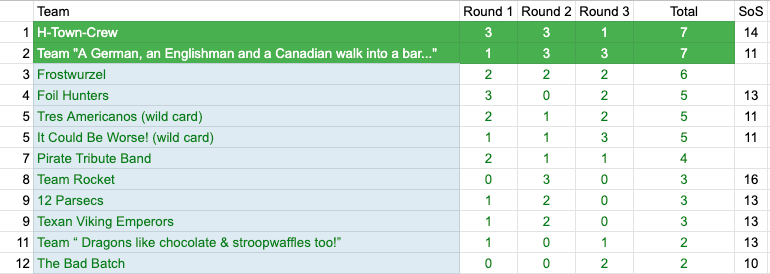 Team Round 1 Round 2 Round 3 Total SoS
1 H-Town-Crew 3 3 1 7 14
2 Team "A German, an Englishman and a Canadian walk into a bar..." 1 3 3 7 11
3 Frostwurzel 2 2 2 6
4 Foil Hunters 3 0 2 5 13
5 Tres Americanos (wild card) 2 1 2 5 11
5 It Could Be Worse! (wild card) 1 1 3 5 11
7 Pirate Tribute Band 2 1 1 4
8 Team Rocket 0 3 0 3 16
9 12 Parsecs 1 2 0 3 13
9 Texan Viking Emperors 1 2 0 3 13
11 Team “ Dragons like chocolate & stroopwaffles too!” 1 0 1 2 13
12 The Bad Batch 0 0 2 2 10